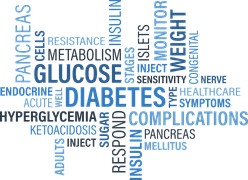 PANCREAS
CELLS
RESISTANCE
INSULIN
ISLETS
MONITOR
WEIGHT
CONGENITAL
METABOLISM
STAGES
GLUCOSE
INJECT
SENSITIVITY
NERVE
ENDOCRINE
ACUTE
WELL
DIABETES
TYPE
HEALTHCARE
SYMPTOMS
HYPERGLYCEMIA
COMPLICATIONS
KETOACIDOSIS
SUGAR
RESPOND
INSULIN
PANCREAS
ADULTS
INJECT
MELLITUS